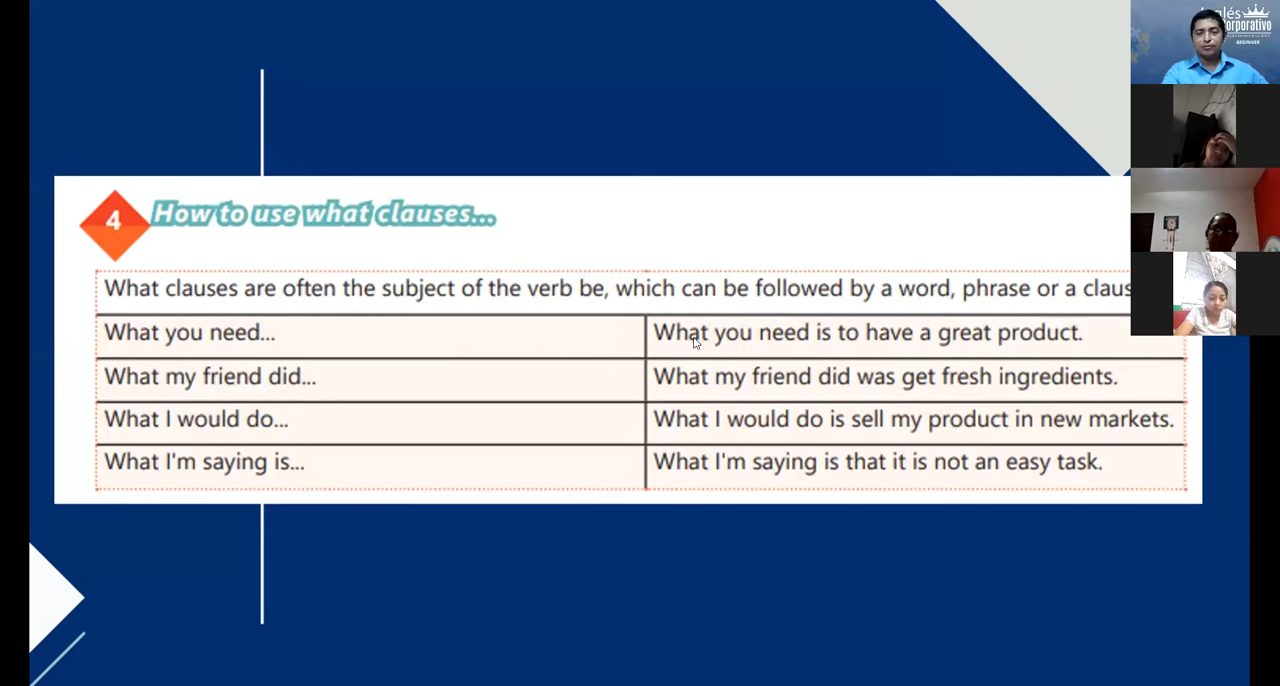 4
How to use what clauses...
What clauses are often the subject of the verb be, which can be followed by a word, phrase or a
What you need...
What you need is to have a great product.
What my friend did...
What my friend did was get fresh ingredients.
What I would do...
What I would do is sell my product in new markets.
What I'm saying is...
What I'm saying is that it is not an easy task.
BEGINNER